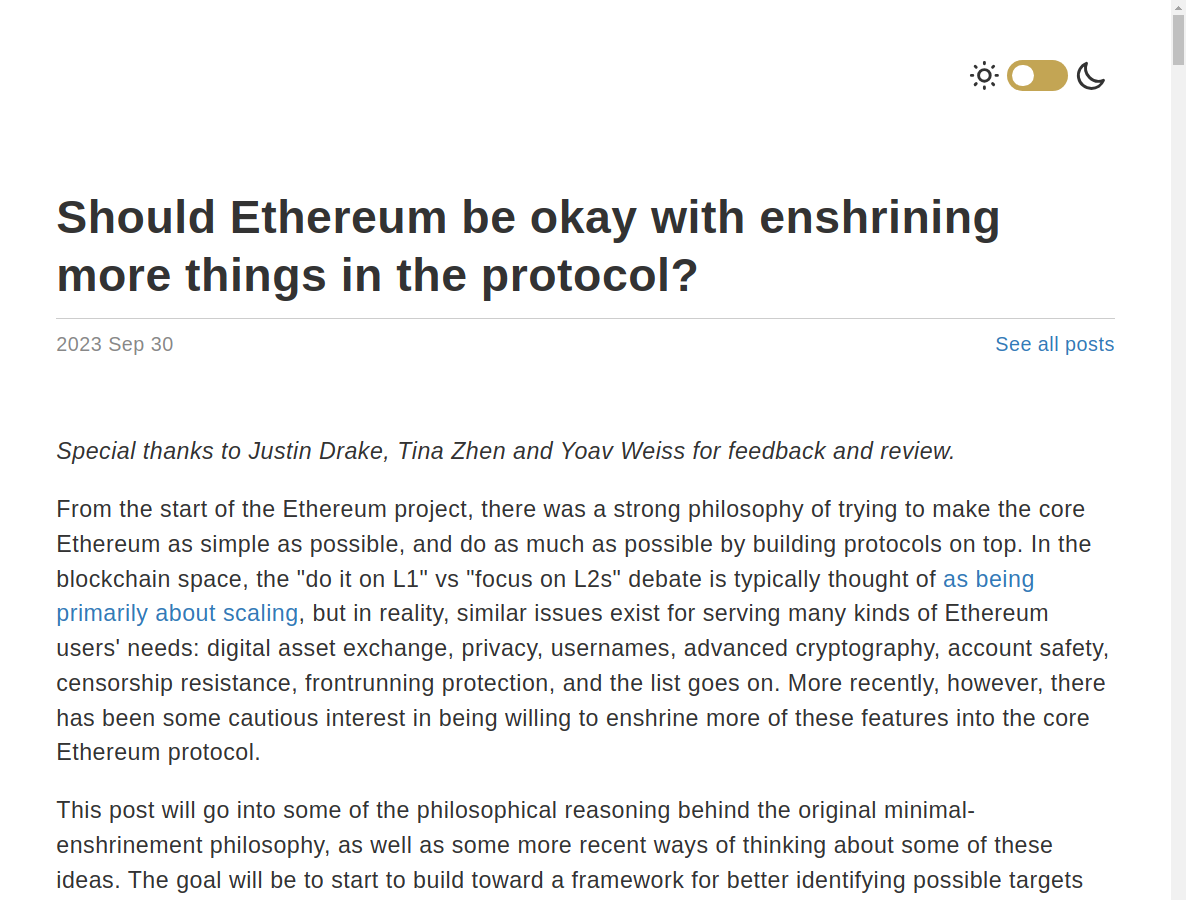 Should Ethereum be okay with enshrining
more things in the protocol?
2023 Sep 30
See all posts
Special thanks to Justin Drake, Tina Zhen and Yoav Weiss for feedback and review.
From the start of the Ethereum project, there was a strong philosophy of trying to make the core
Ethereum as simple as possible, and do as much as possible by building protocols on top. In the
blockchain space, the "do it on L1" vs "focus on L2s" debate is typically thought of as being
primarily about scaling, but in reality, similar issues exist for serving many kinds of Ethereum
users' needs: digital asset exchange, privacy, usernames, advanced cryptography, account safety,
censorship resistance, frontrunning protection, and the list goes on. More recently, however, there
has been some cautious interest in being willing to enshrine more of these features into the core
Ethereum protocol.
This post will go into some of the philosophical reasoning behind the original minimal-
enshrinement philosophy, as well as some more recent ways of thinking about some of these
ideas. The goal will be to start to build toward a framework for better identifying possible targets